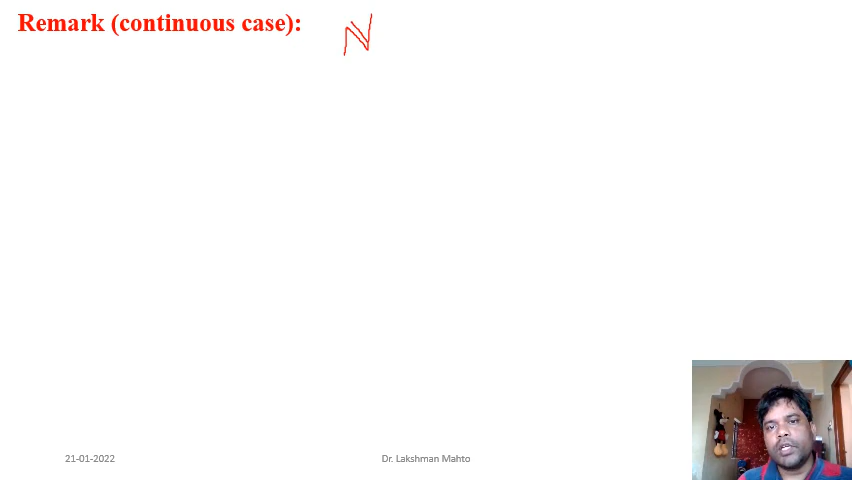 Remark (continuous case): N
21-01-2022 Dr. Lakshman Mahto